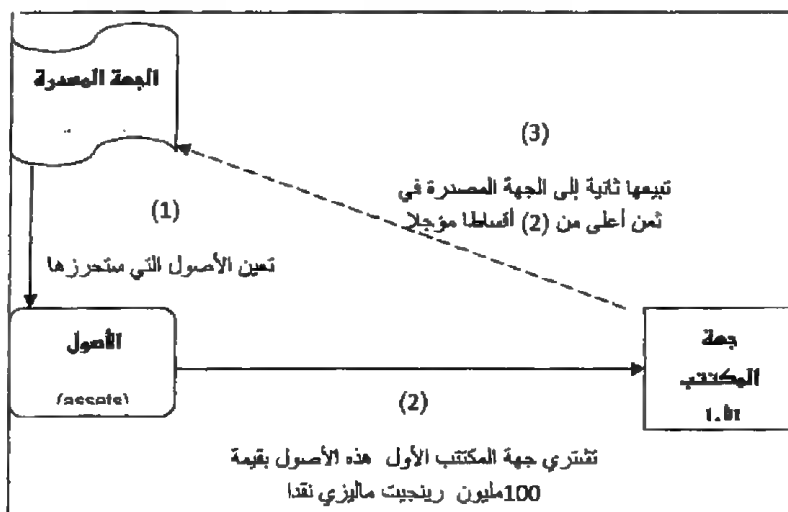 الجهة المصدرة
(3)
تبيعها ثانية إلى الجهة المصدرة في
ثمن أعلى من (2) أقساطا مؤجلا
(1)
تعين الأصول التي ستحرزها
الأصول
(assets)
جهة
المكتتب
(2)
تشتري جهة المكتتب الأول هذه الأصول بقيمة
100مليون رينجيت ماليزي نقدا